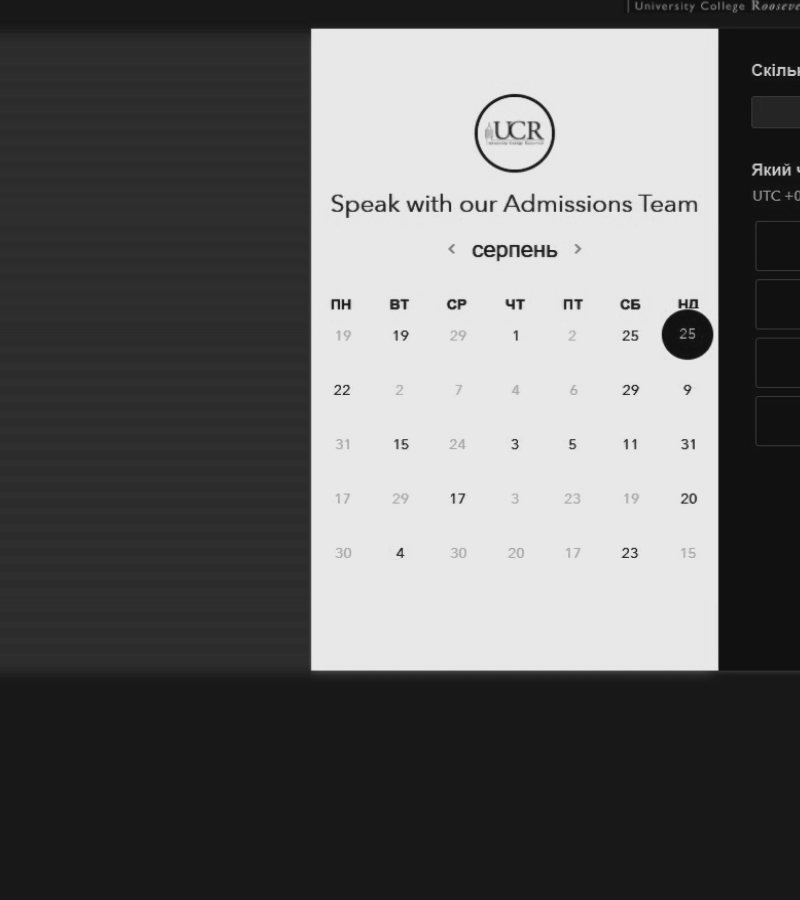 | University College Rooseve
UCR
Speak with our Admissions Team
< серпень >
ПН ВТ СР ЧТ ПТ СБ НД
19 19 29 1 2 25 25
22 2 7 4 6 29 9
31 15 24 3 5 11 31
17 29 17 3 23 19 20
30 4 30 20 17 23 15
Скіль
Який ч
UTC +0